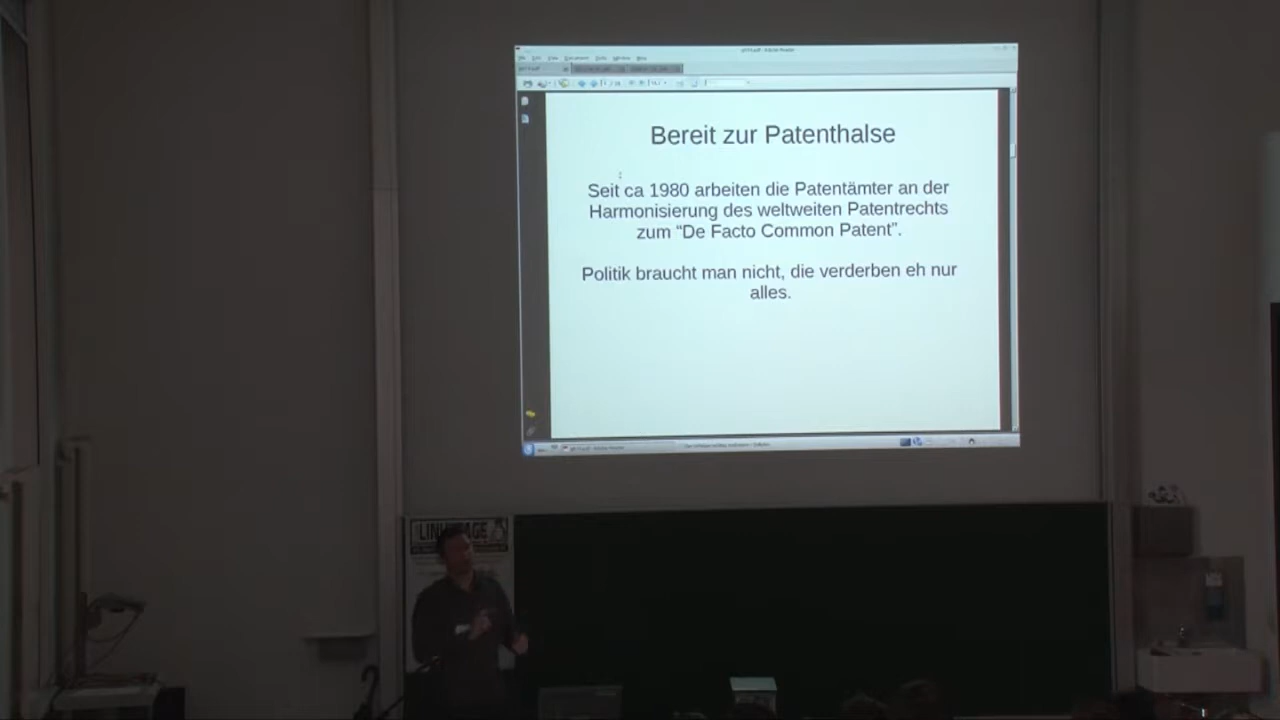 Bereit zur Patenthalse
Seit ca 1980 arbeiten die Patentämter an der
Harmonisierung des weltweiten Patentrechts
zum “De Facto Common Patent”.
Politik braucht man nicht, die verderben eh nur
alles.